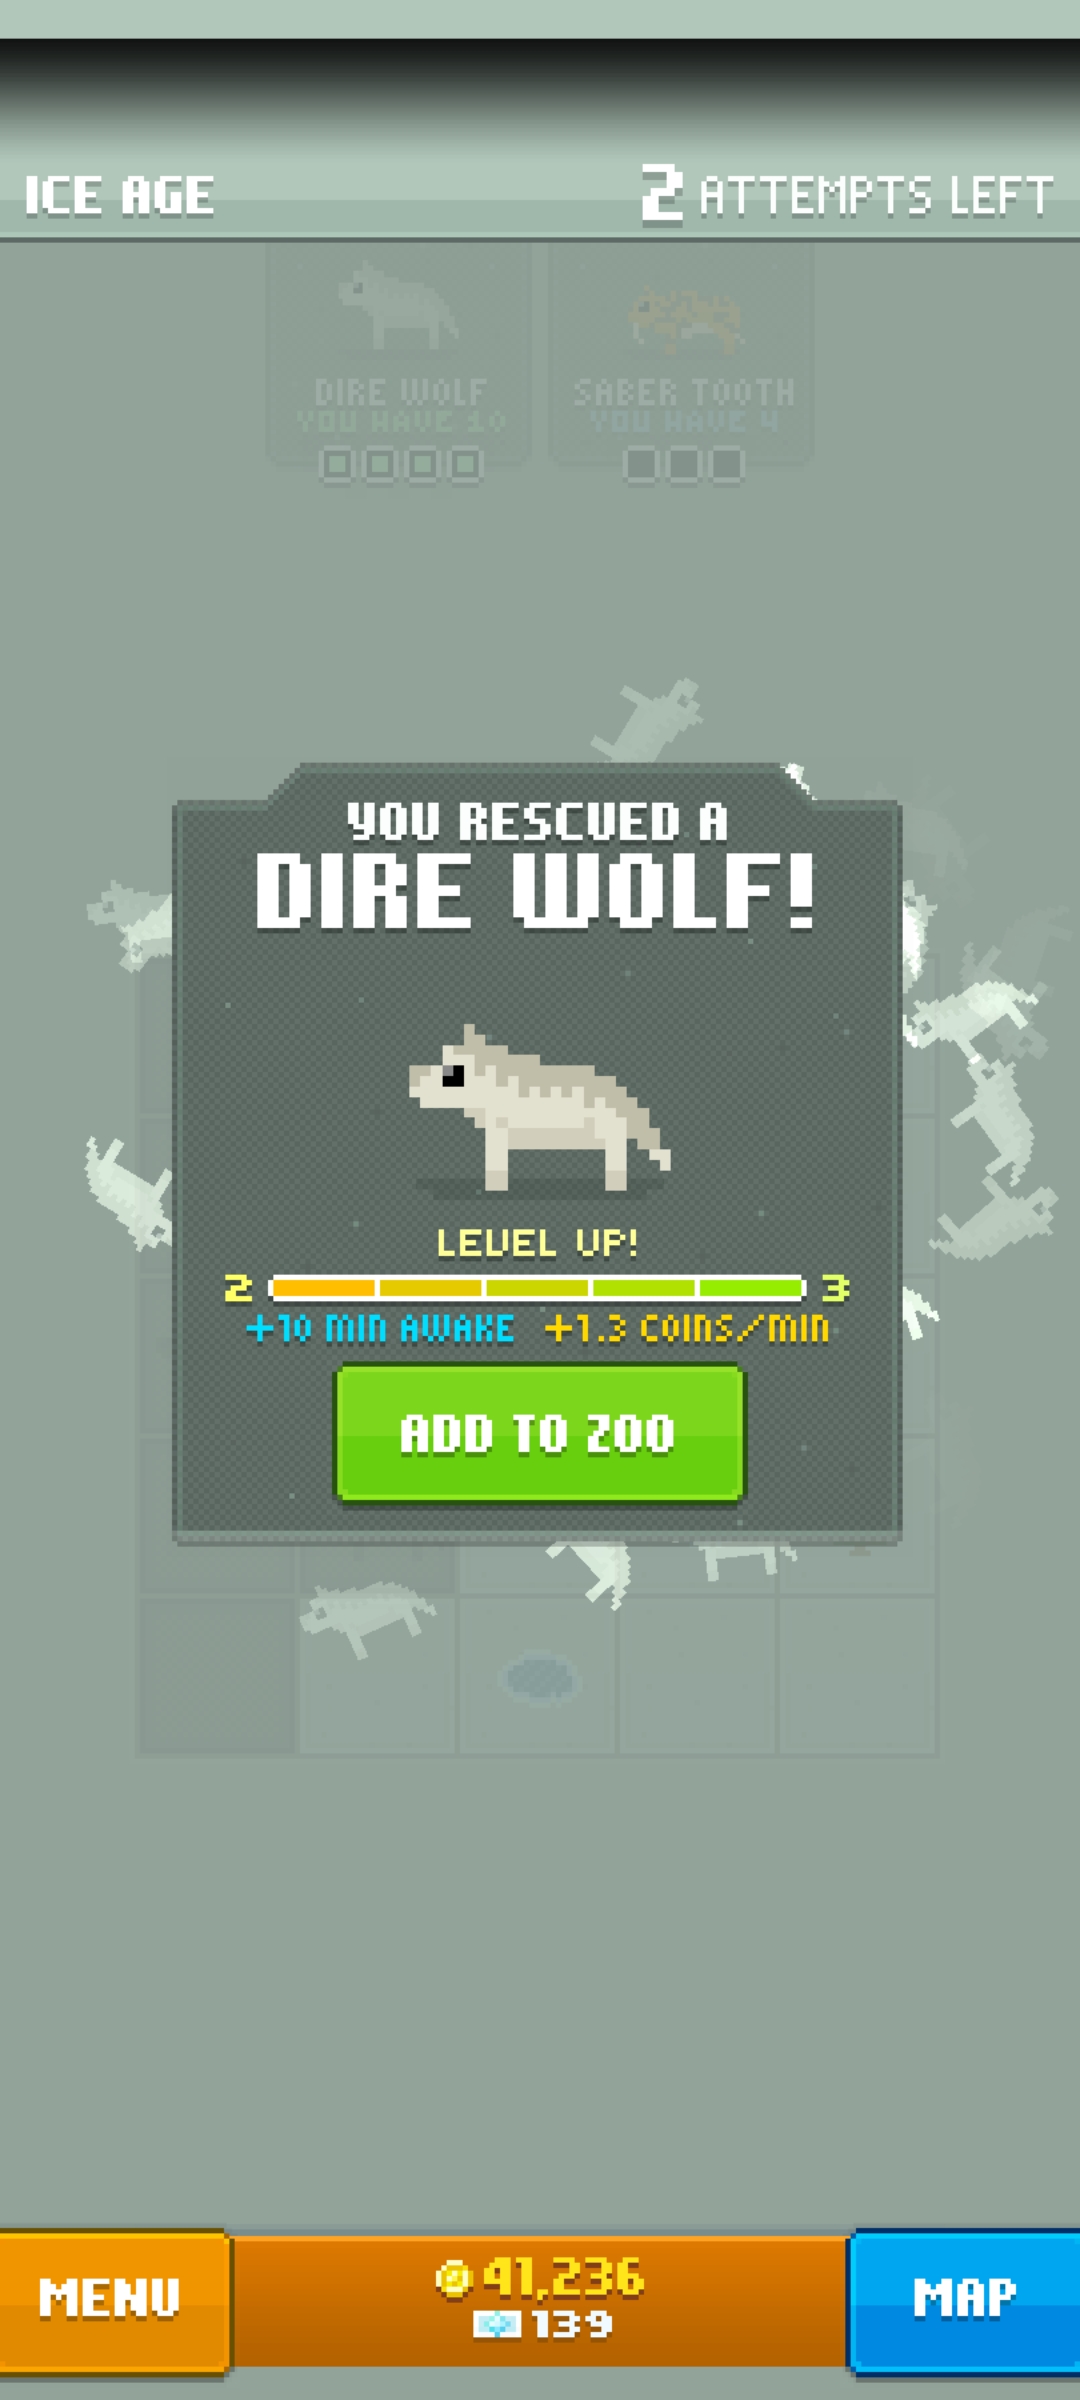 ICE AGE
2 ATTEMPTS LEFT
DIRE WOLF
YOU HAVE 10
SABER TOOTH
YOU HAVE 4
YOU RESCUED A
DIRE WOLF!
LEVEL UP!
2 3
+10 MIN AWAKE +1.3 COINS/MIN
ADD TO ZOO
MENU
41,236
139
MAP